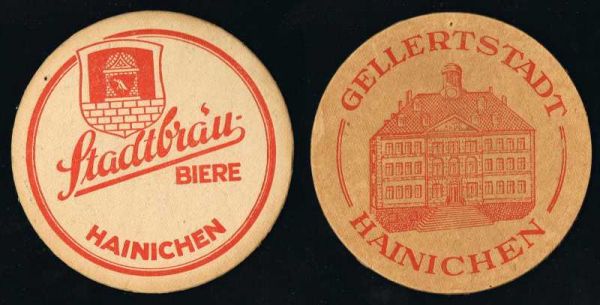 Stadtbräu-
BIERE
HAINICHEN
GELLERTSTADT
HAINICHEN